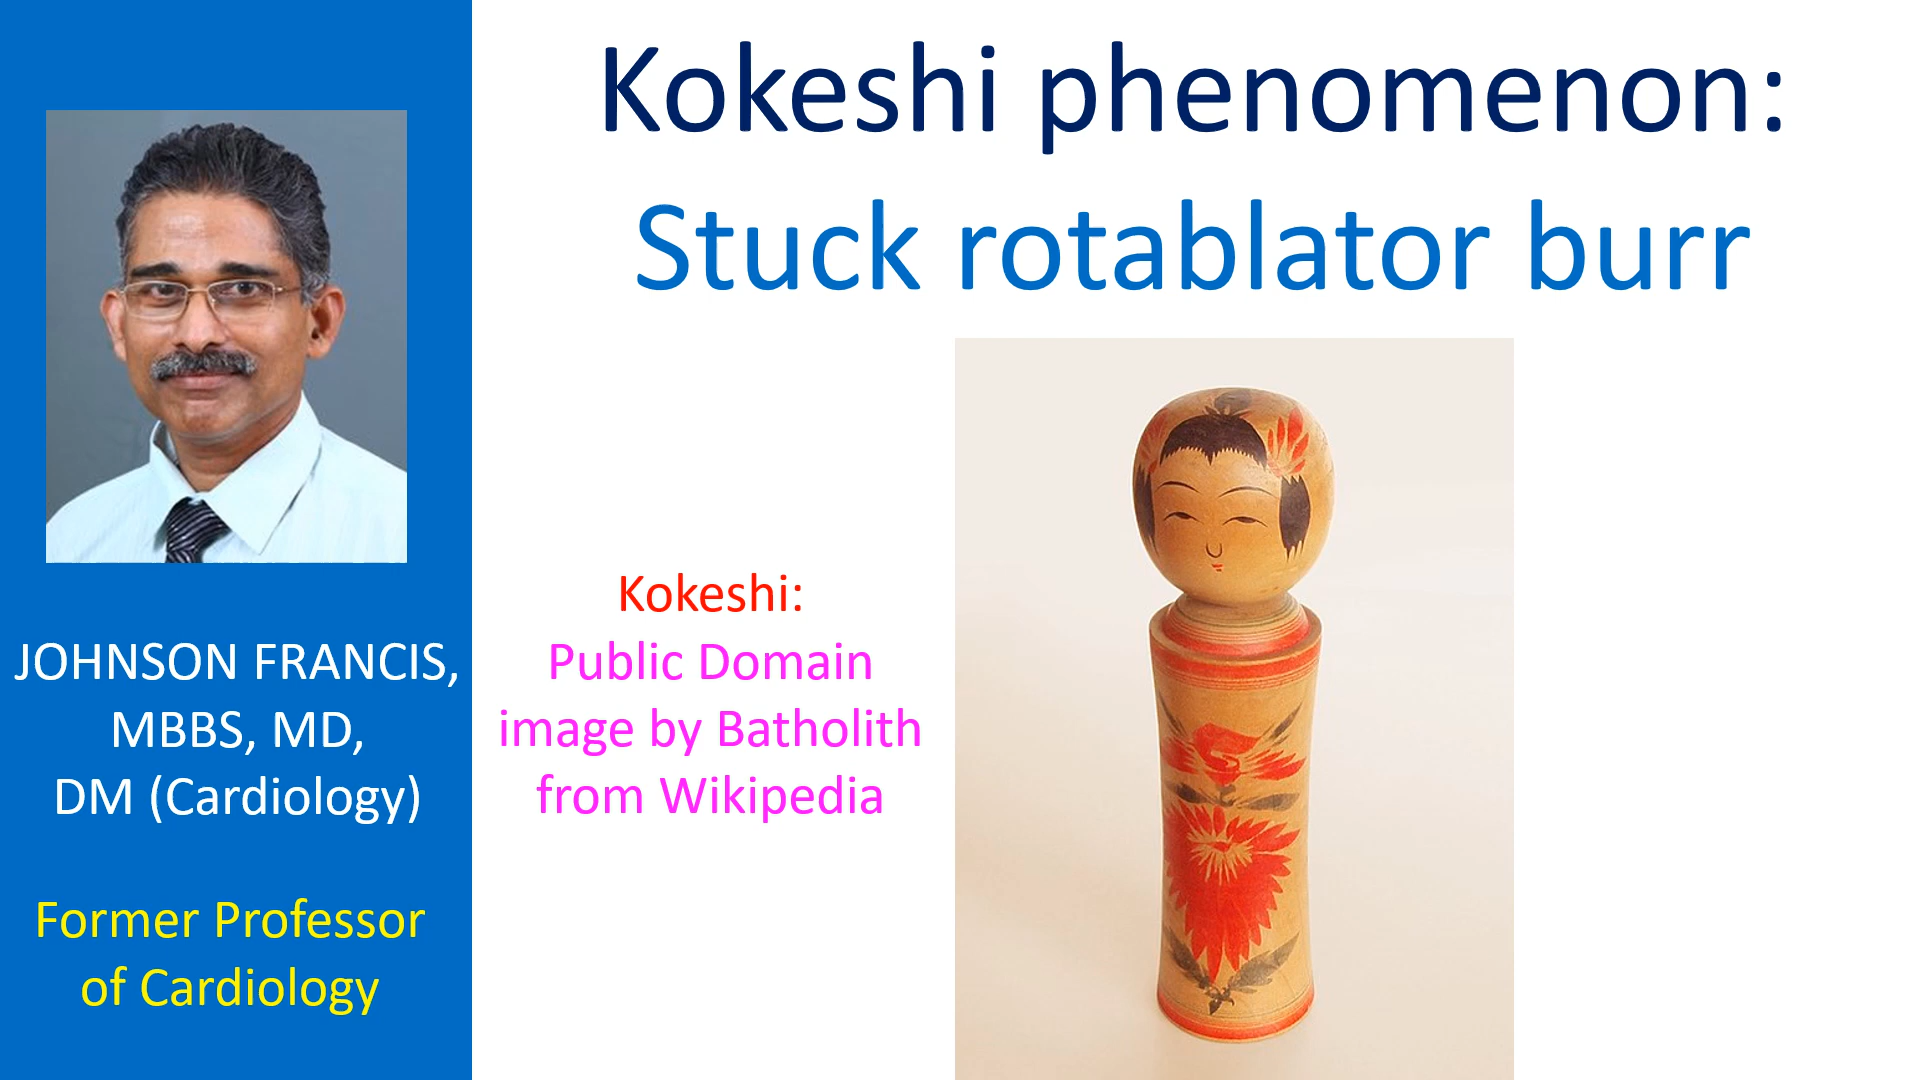 Kokeshi phenomenon:
Stuck rotablator burr
JOHNSON FRANCIS,
MBBS, MD,
DM (Cardiology)
Former Professor
of Cardiology
Kokeshi:
Public Domain
image by Batholith
from Wikipedia